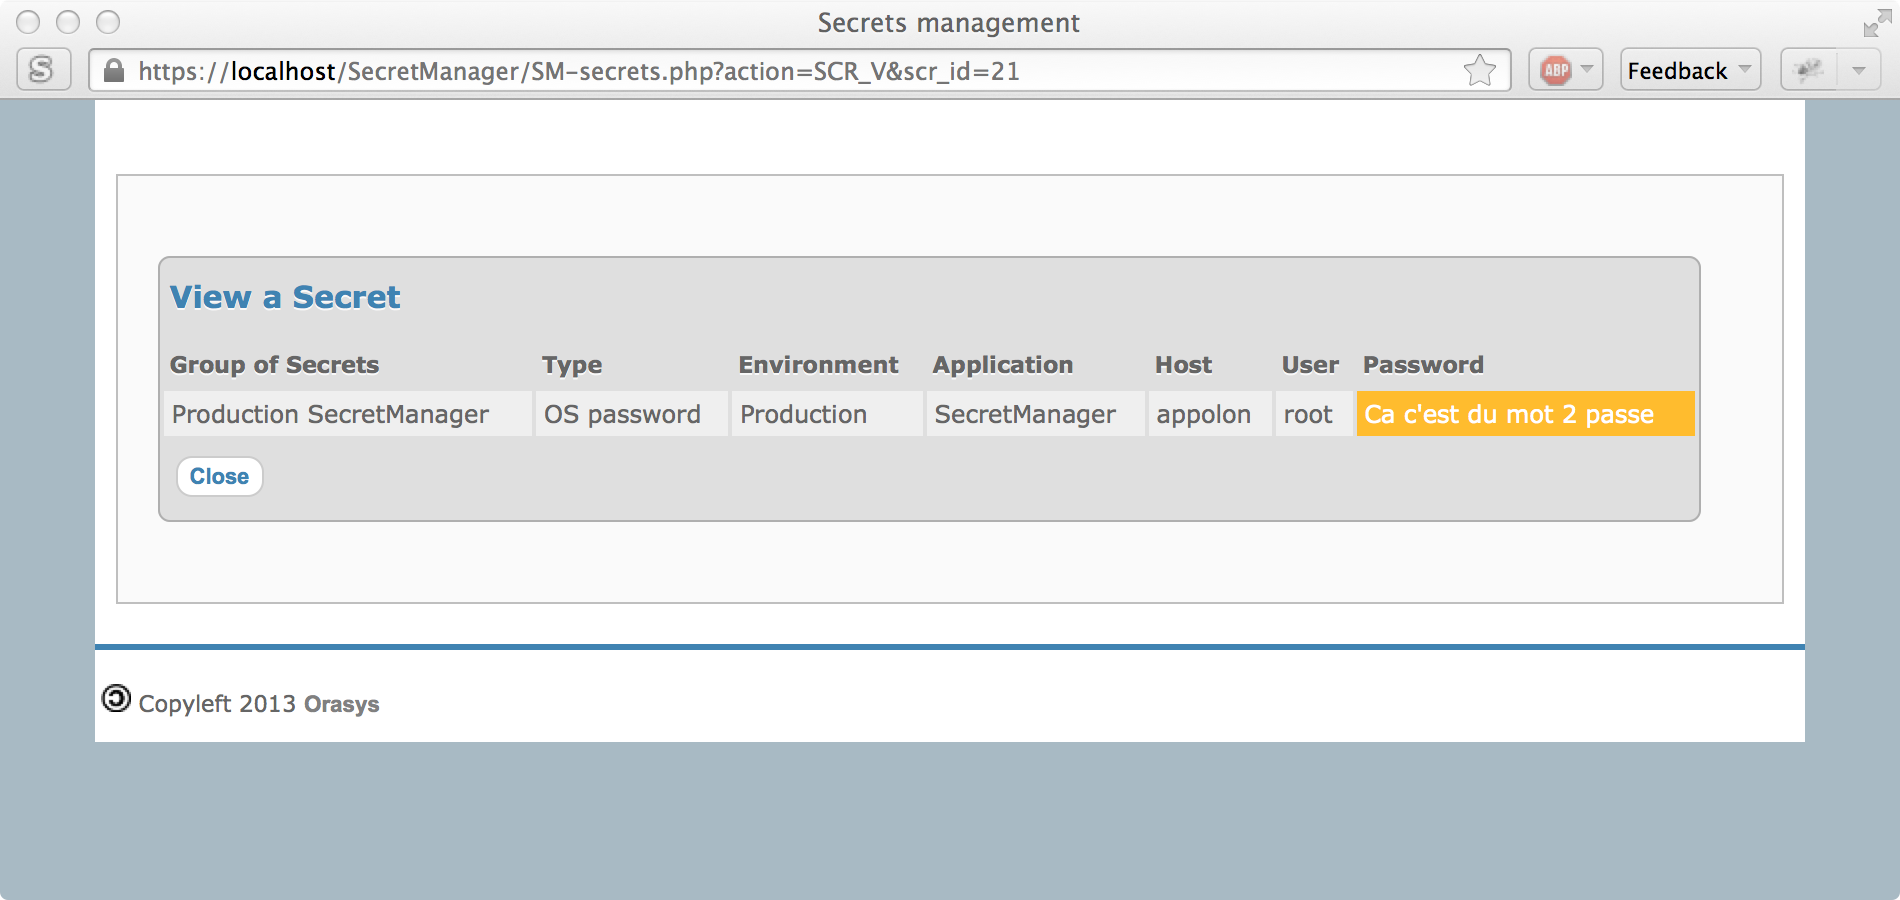 Secrets management
S https://localhost/SecretManager/SM-secrets.php?action=SCR_V&scr_id=21 ABP Feedback
View a Secret
Group of Secrets Type Environment Application Host User Password
Production SecretManager OS password Production SecretManager appolon root Ca c'est du mot 2 passe
Close
Copyleft 2013 Orasys